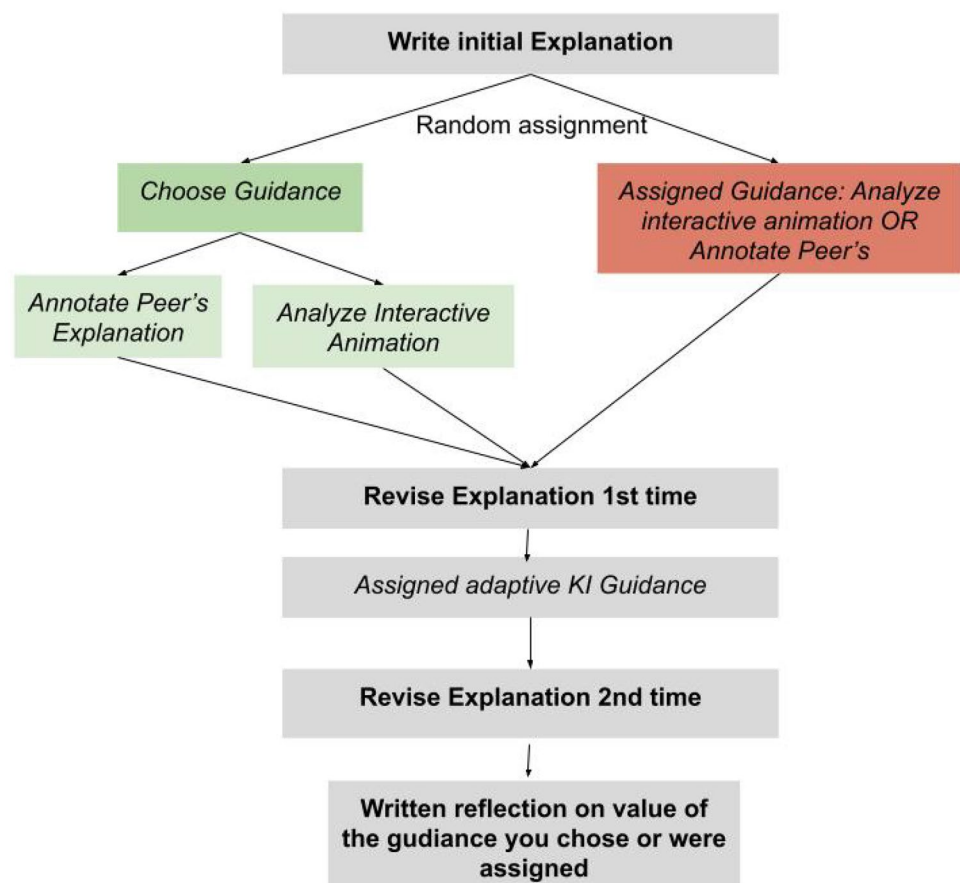 Write initial Explanation
Random assignment
Choose Guidance
Assigned Guidance: Analyze
interactive animation OR
Annotate Peer's
Annotate Peer's
Explanation
Analyze Interactive
Animation
Revise Explanation 1st time
Assigned adaptive KI Guidance
Revise Explanation 2nd time
Written reflection on value of
the gudiance you chose or were
assigned